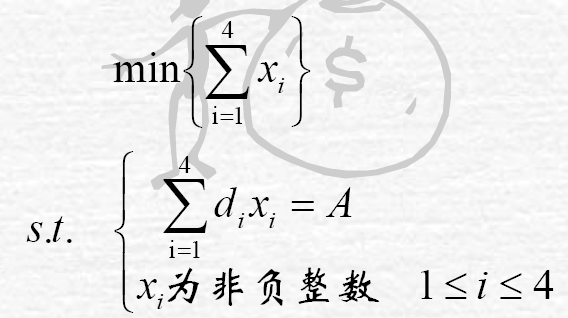 min{∑_{i=1}^{4} x_i}
s.t. { ∑_{i=1}^{4} d_i x_i = A
x_i为非负整数 1≤i≤4